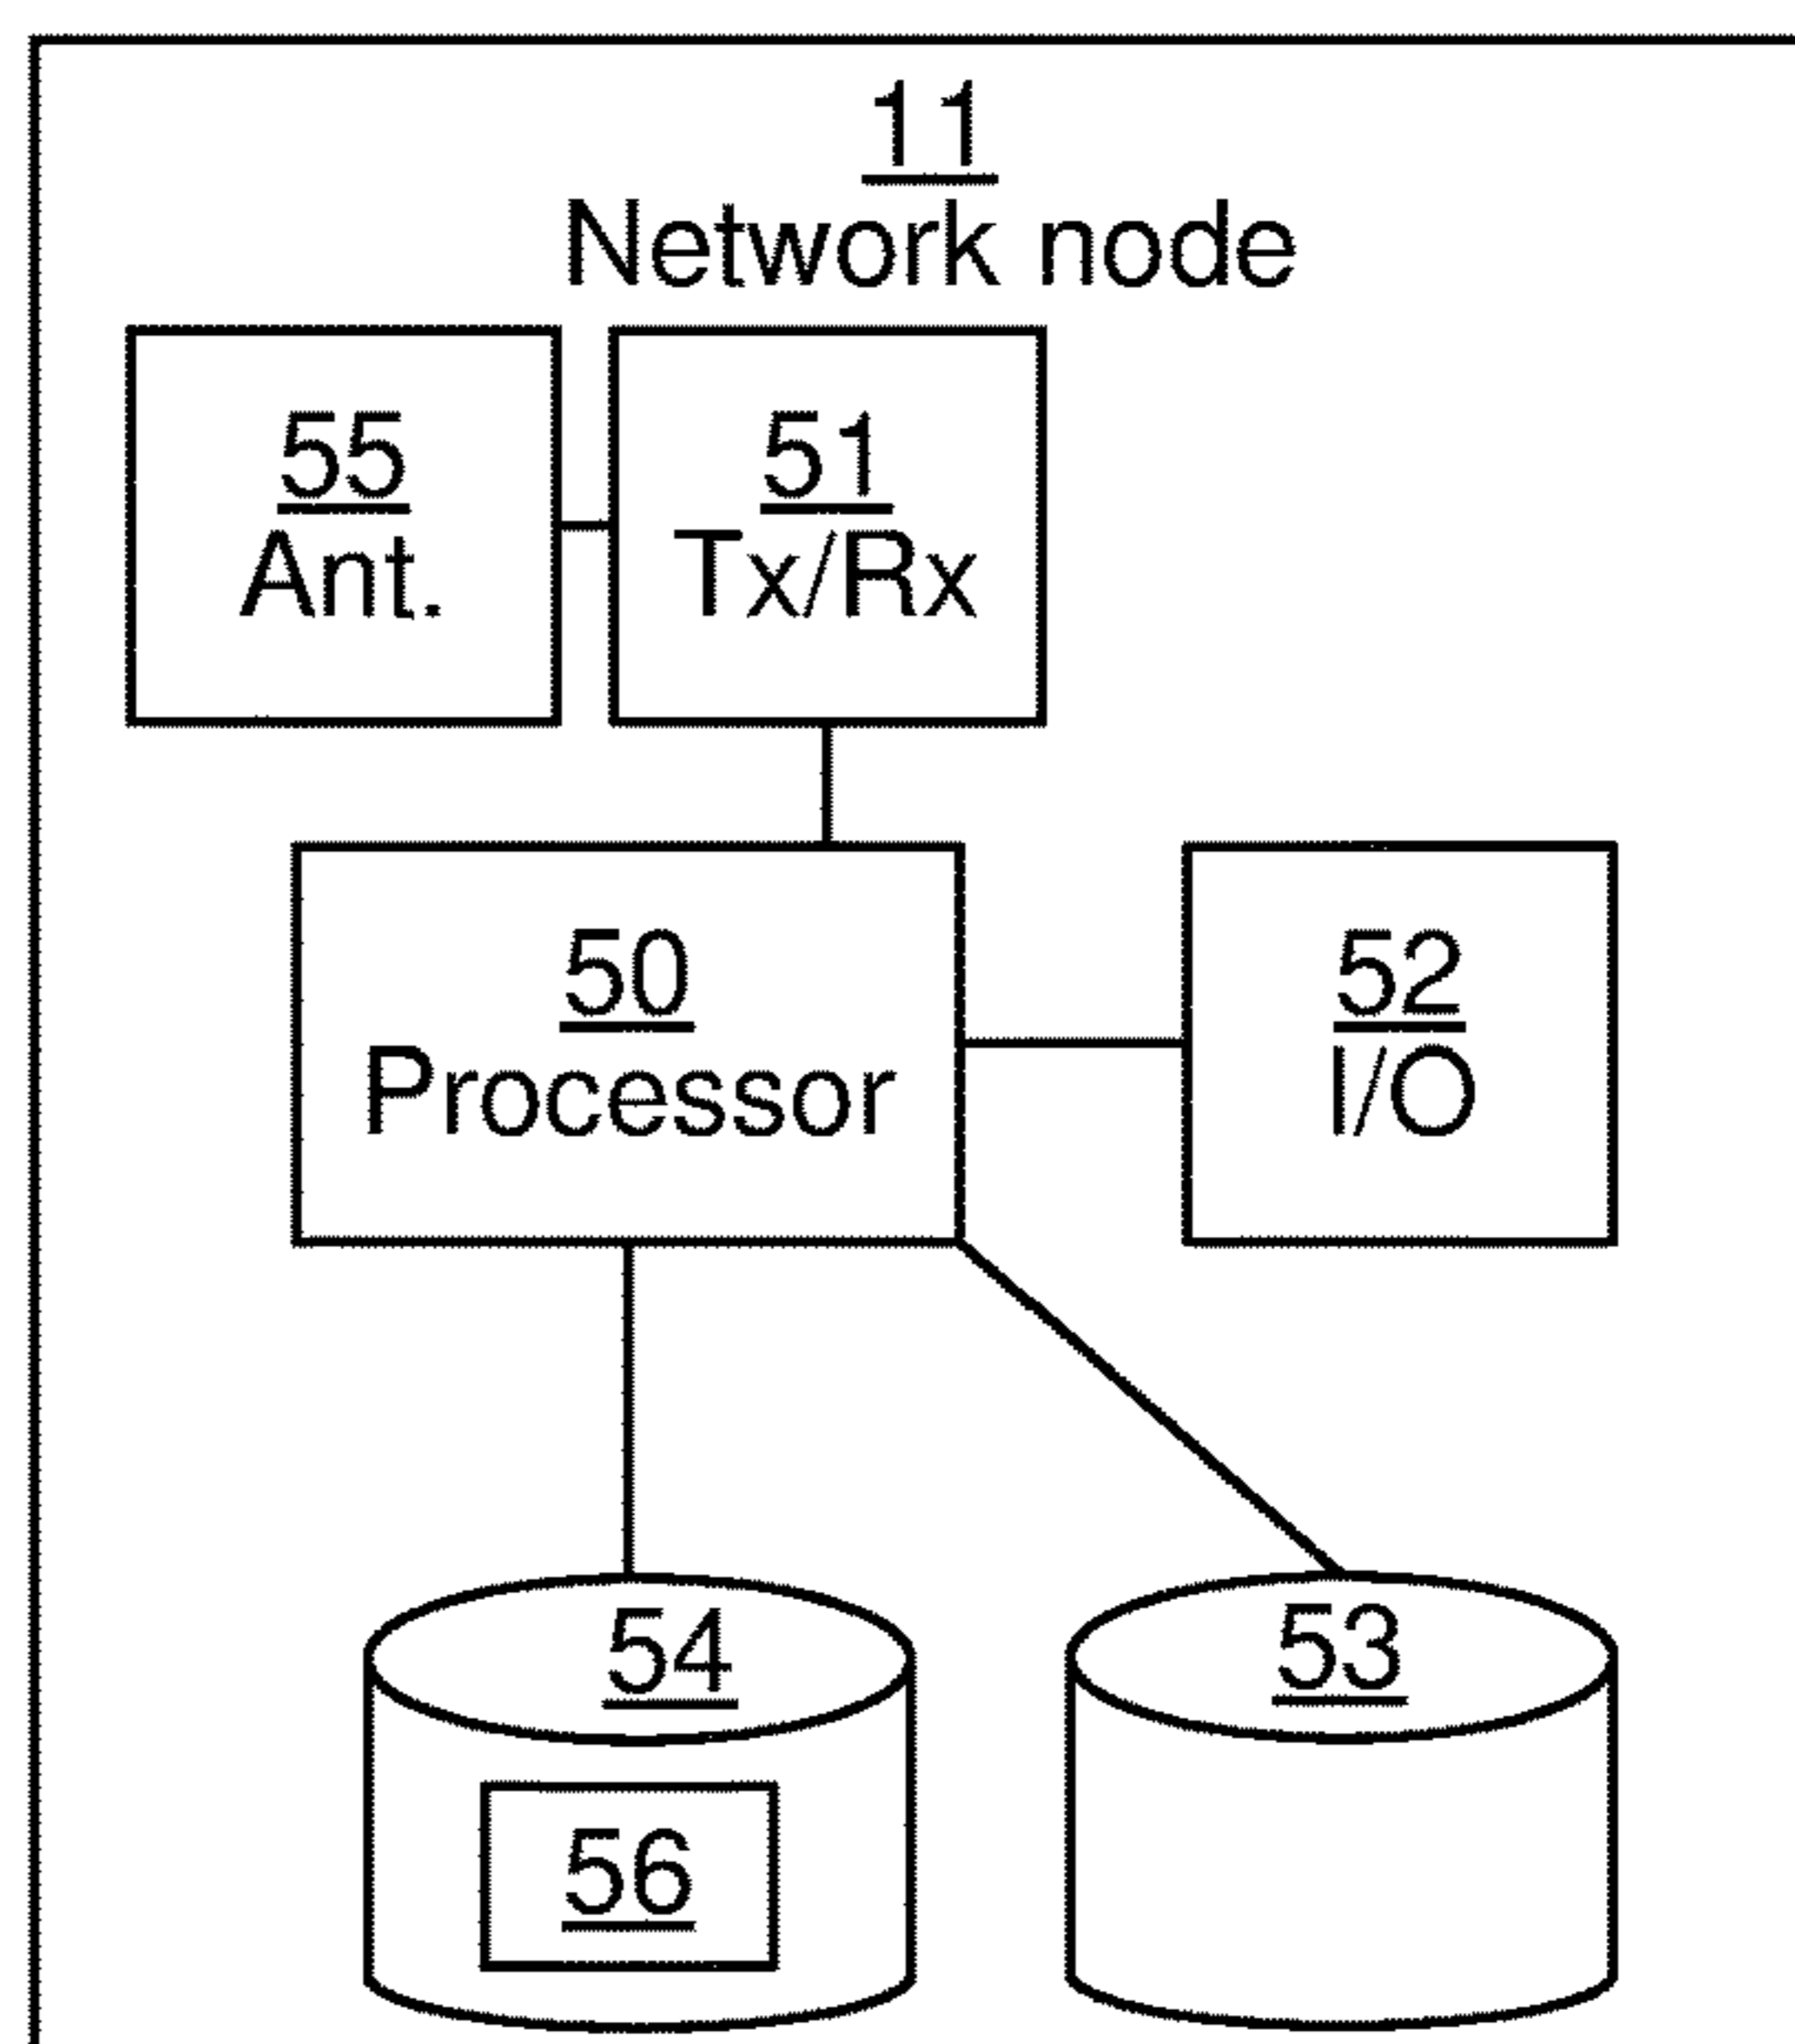 11
Network node
55
Ant.
51
Tx/Rx
50
Processor
52
I/O
54
53
56